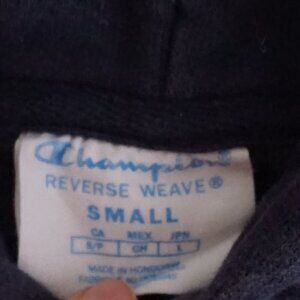 Champion®
REVERSE WEAVE®
SMALL
CA MEX JPN
S/P CH L
MADE IN HONDURAS